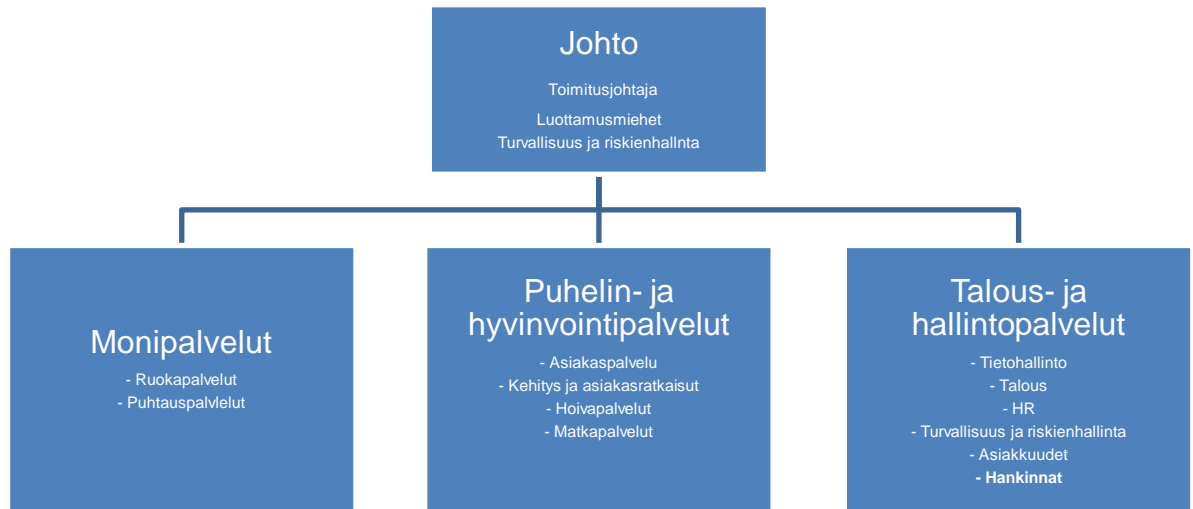 Johto
Toimitusjohtaja
Luottamusmiehet
Turvallisuus ja riskienhallnta
Monipalvelut
- Ruokapalvelut
- Puhtauspalvlelut
Puhelin- ja
hyvinvointipalvelut
- Asiakaspalvelu
- Kehitys ja asiakasratkaisut
- Hoivapalvelut
- Matkapalvelut
Talous- ja
hallintopalvelut
- Tietohallinto
- Talous
- HR
- Turvallisuus ja riskienhallinta
- Asiakkuudet
- Hankinnat